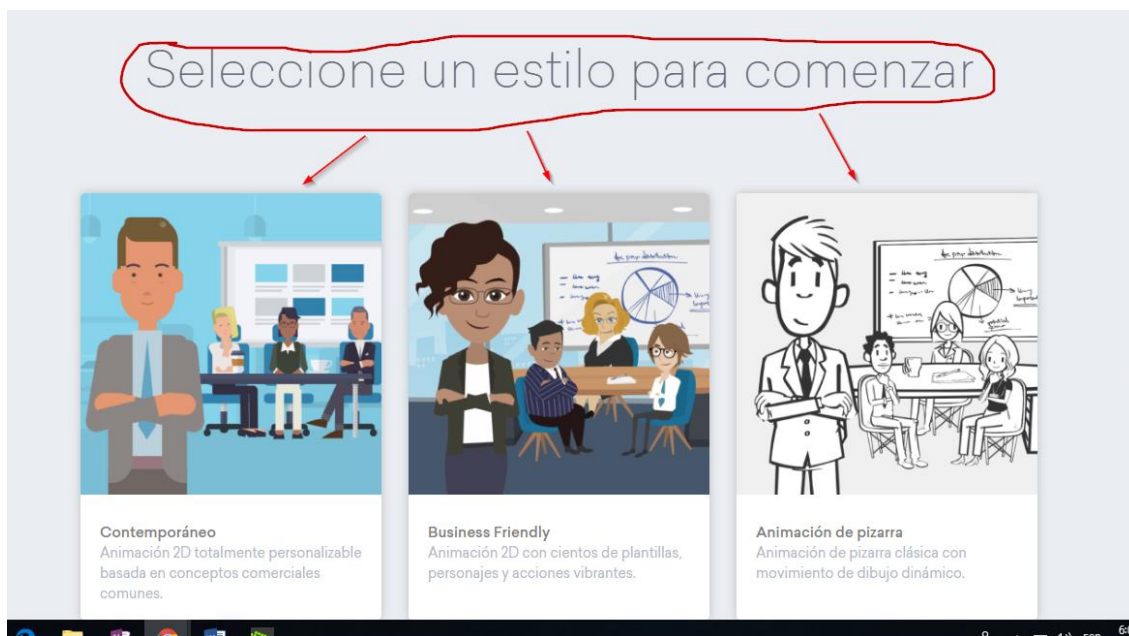 Seleccione un estilo para comenzar
Contemporáneo
Animación 2D totalmente personalizable
basada en conceptos comerciales
comunes.
Business Friendly
Animación 2D con cientos de plantillas,
personajes y acciones vibrantes.
Animación de pizarra
Animación de pizarra clásica con
movimiento de dibujo dinámico.